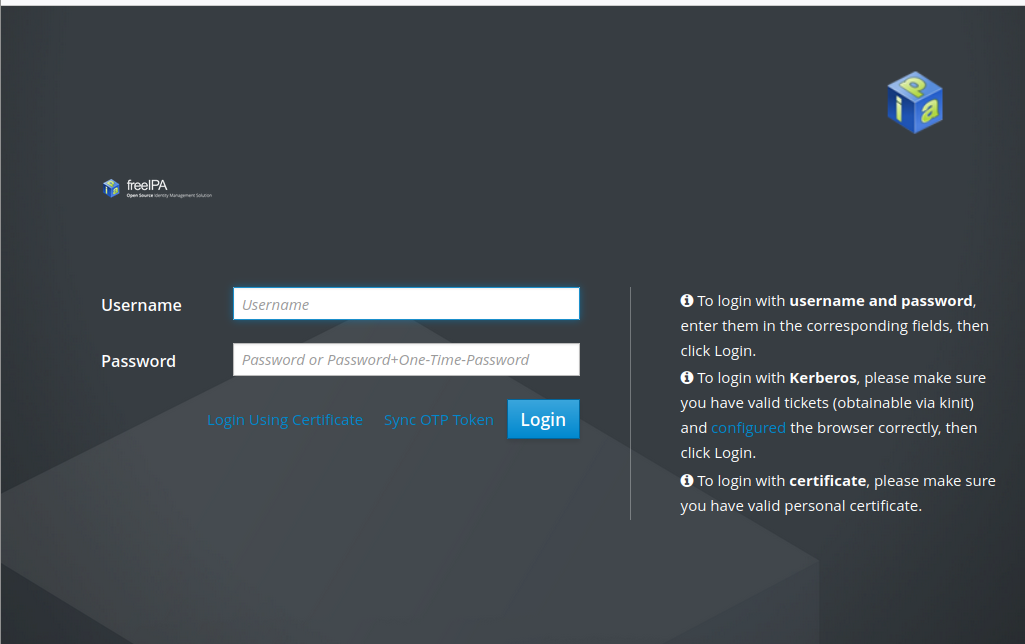 ipa
freeIPA
Open Source Identity Management Solution
Username
Username
Password
Password or Password+One-Time-Password
Login Using Certificate Sync OTP Token Login
To login with username and password,
enter them in the corresponding fields, then
click Login.
To login with Kerberos, please make sure
you have valid tickets (obtainable via kinit)
and configured the browser correctly, then
click Login.
To login with certificate, please make sure
you have valid personal certificate.